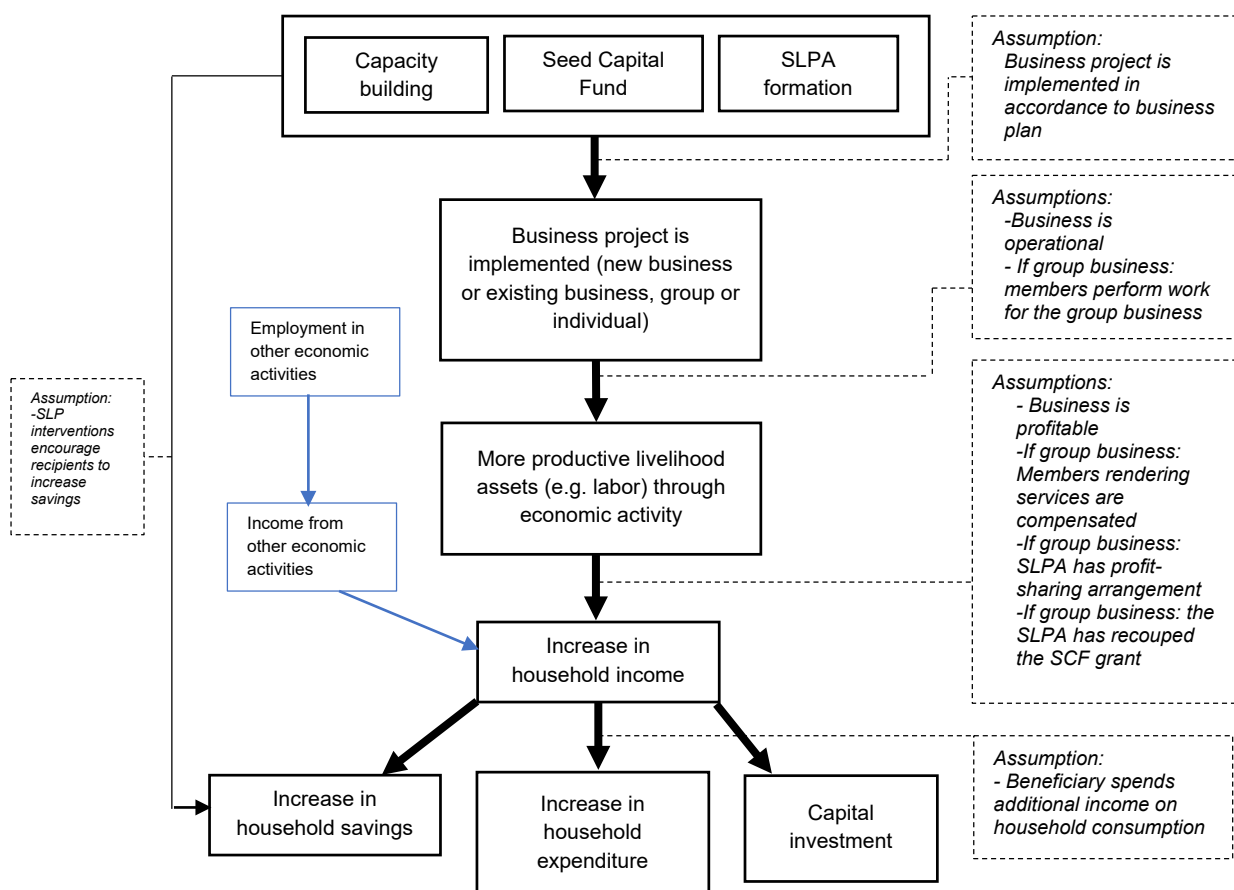 Capacity
building
Seed Capital
Fund
SLPA
formation
Assumption:
Business project is
implemented in
accordance to business
plan
Business project is
implemented (new business
or existing business, group or
individual)
Assumptions:
-Business is
operational
- If group business:
members perform work
for the group business
Employment in
other economic
activities
Assumption:
-SLP
interventions
encourage
recipients to
increase
savings
More productive livelihood
assets (e.g. labor) through
economic activity
Assumptions:
- Business is
profitable
-If group business:
Members rendering
services are
compensated
-If group business:
SLPA has profit-
sharing arrangement
-If group business: the
SLPA has recouped
the SCF grant
Income from
other economic
activities
Increase in
household income
Increase in
household savings
Increase in
household
expenditure
Capital
investment
Assumption:
- Beneficiary spends
additional income on
household consumption